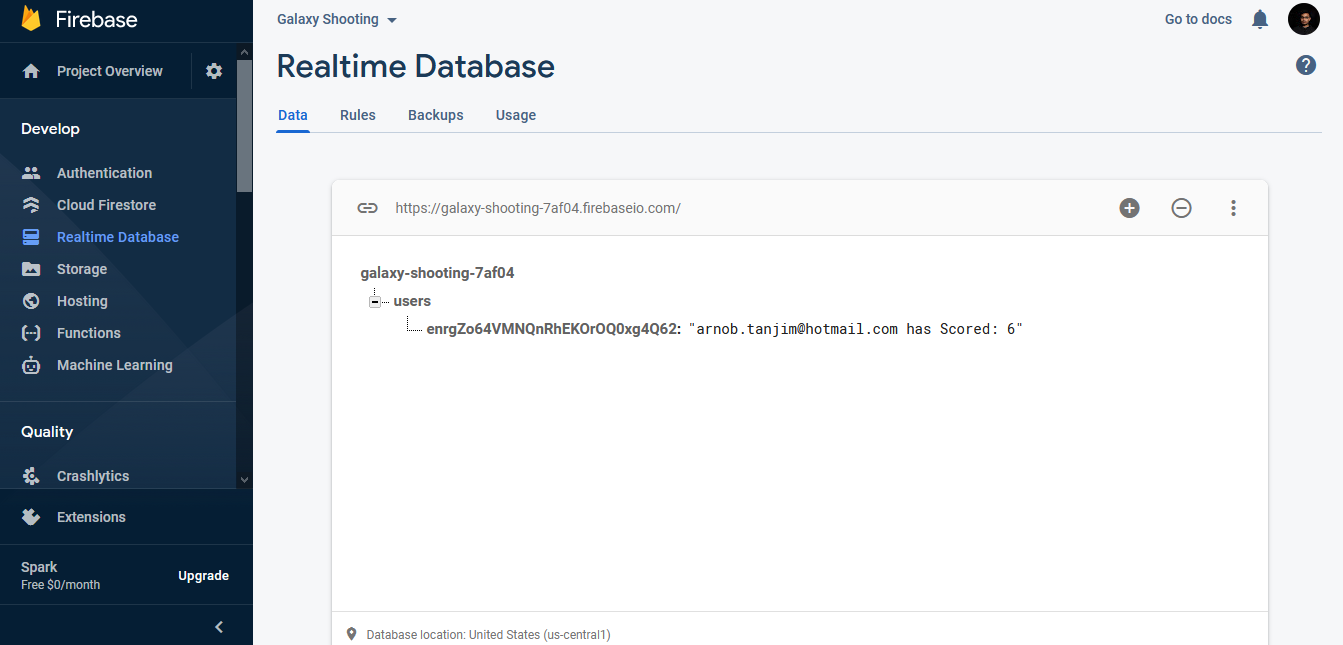 Firebase
Project Overview
Develop
Authentication
Cloud Firestore
Realtime Database
Storage
Hosting
Functions
Machine Learning
Quality
Crashlytics
Extensions
Spark
Free $0/month
Upgrade
Galaxy Shooting
Go to docs
Realtime Database
Data Rules Backups Usage
https://galaxy-shooting-7af04.firebaseio.com/
galaxy-shooting-7af04
users
enrgZo64VMNQnRhEKOrOQ0xg4Q62: "arnob.tanjim@hotmail.com has Scored: 6"
Database location: United States (us-central1)